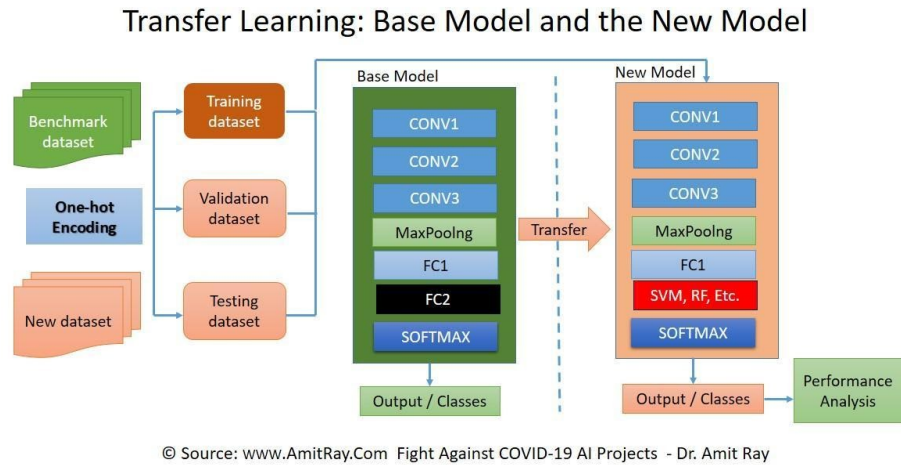 Transfer Learning: Base Model and the New Model
Benchmark
dataset
One-hot
Encoding
New dataset
Training
dataset
Validation
dataset
Testing
dataset
Base Model
CONV1
CONV2
CONV3
MaxPoolng
FC1
FC2
SOFTMAX
Output / Classes
Transfer
New Model
CONV1
CONV2
CONV3
MaxPoolng
FC1
SVM, RF, Etc.
SOFTMAX
Output / Classes
Performance
Analysis
© Source: www.AmitRay.Com Fight Against COVID-19 AI Projects - Dr. Amit Ray